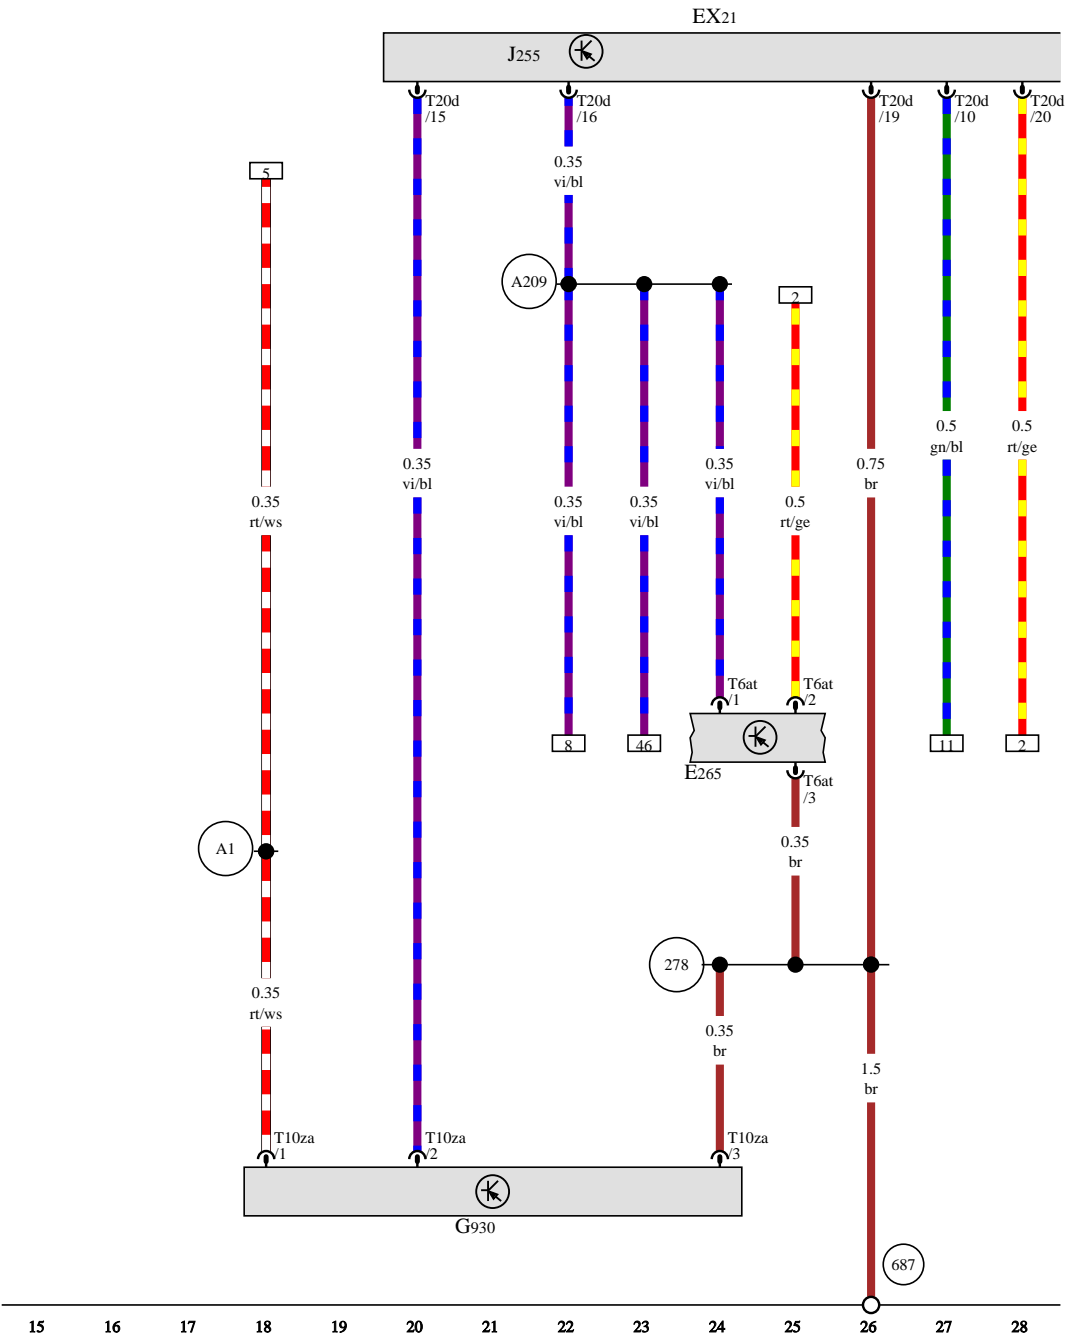 EX21
J255
T20d
/15
T20d
/16
T20d
/19
T20d
/10
T20d
/20
0.35
vi/bl
5
A209
2
0.5
gn/bl
0.5
rt/ge
0.35
vi/bl
0.35
vi/bl
0.75
br
0.35
rt/ws
0.35
vi/bl
0.35
vi/bl
0.5
rt/ge
T6at
/1
T6at
/2
8
46
11
2
E265
T6at
/3
A1
0.35
br
278
0.35
rt/ws
0.35
br
1.5
br
T10za
/1
T10za
/2
T10za
/3
G930
687
15 16 17 18 19 20 21 22 23 24 25 26 27 28